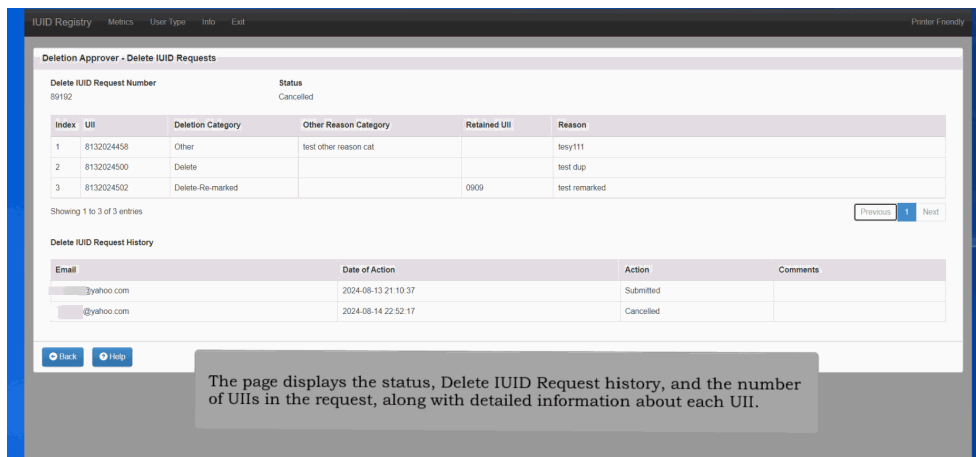 IUID Registry Metrics User Type Info Exit Printer Friendly
Deletion Approver - Delete IUID Requests
Delete IUID Request Number Status
89192 Cancelled
Index UII Deletion Category Other Reason Category Retained UII Reason
1 8132024458 Other test other reason cat tesy111
2 8132024500 Delete test dup
3 8132024502 Delete-Re-marked 0909 test remarked
Showing 1 to 3 of 3 entries Previous 1 Next
Delete IUID Request History
Email Date of Action Action Comments
@yahoo.com 2024-08-13 21:10:37 Submitted
@yahoo.com 2024-08-14 22:52:17 Cancelled
Back Help
The page displays the status, Delete IUID Request history, and the number
of UIIs in the request, along with detailed information about each UII.